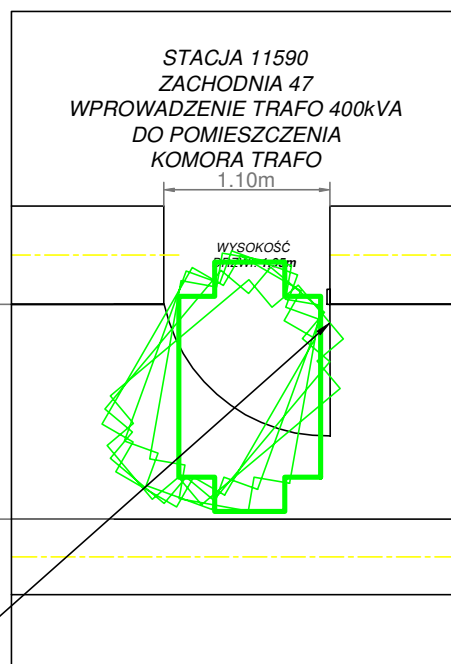 STACJA 11590
ZACHODNIA 47
WPROWADZENIE TRAFO 400kVA
DO POMIESZCZENIA
KOMORA TRAFO
1.10m
WYSOKOŚĆ